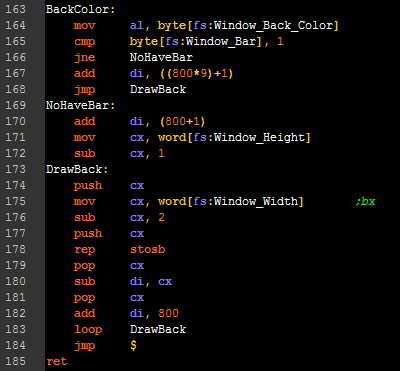 163 BackColor:
164 mov al, byte[fs:Window_Back_Color]
165 cmp byte[fs:Window_Bar], 1
166 jne NoHaveBar
167 add di, ((800*9)+1)
168 jmp DrawBack
169 NoHaveBar:
170 add di, (800+1)
171 mov cx, word[fs:Window_Height]
172 sub cx, 1
173 DrawBack:
174 push cx
175 mov cx, word[fs:Window_Width] ;bx
176 sub cx, 2
177 push cx
178 rep stosb
179 pop cx
180 sub di, cx
181 pop cx
182 add di, 800
183 loop DrawBack
184 jmp $
185 ret